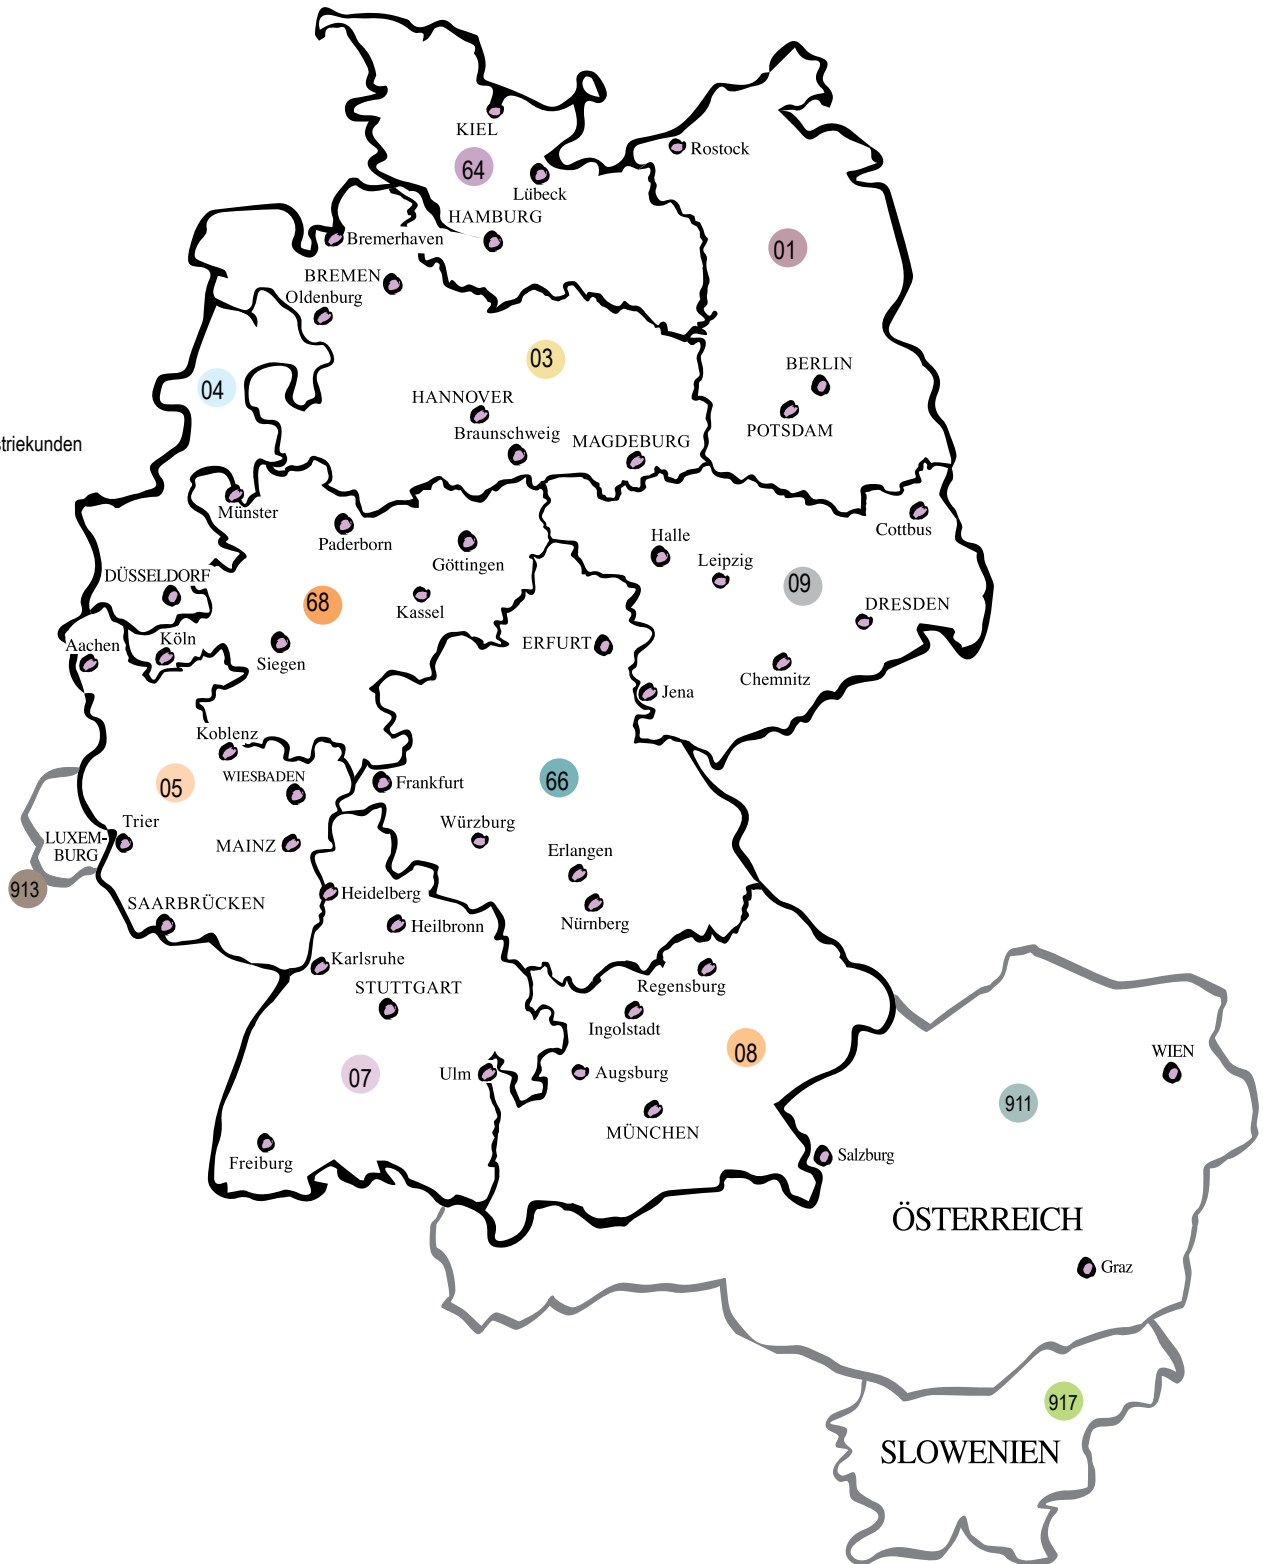 KIEL
Rostock
64
Lübeck
HAMBURG
Bremerhaven
01
BREMEN
Oldenburg
03
BERLIN
04
HANNOVER
POTSDAM
Braunschweig
MAGDEBURG
striekunden
Münster
Cottbus
Paderborn
Halle
Göttingen
Leipzig
DÜSSELDORF
09
68
Kassel
DRESDEN
Aachen
Köln
ERFURT
Siegen
Chemnitz
Jena
Koblenz
WIESBADEN
Frankfurt
66
05
Trier
Würzburg
LUXEM-
BURG
MAINZ
Erlangen
913
Heidelberg
SAARBRÜCKEN
Heilbronn
Nürnberg
Karlsruhe
STUTTGART
Regensburg
Ingolstadt
08
WIEN
07
Ulm
Augsburg
911
MÜNCHEN
Freiburg
Salzburg
ÖSTERREICH
Graz
917
SLOWENIEN